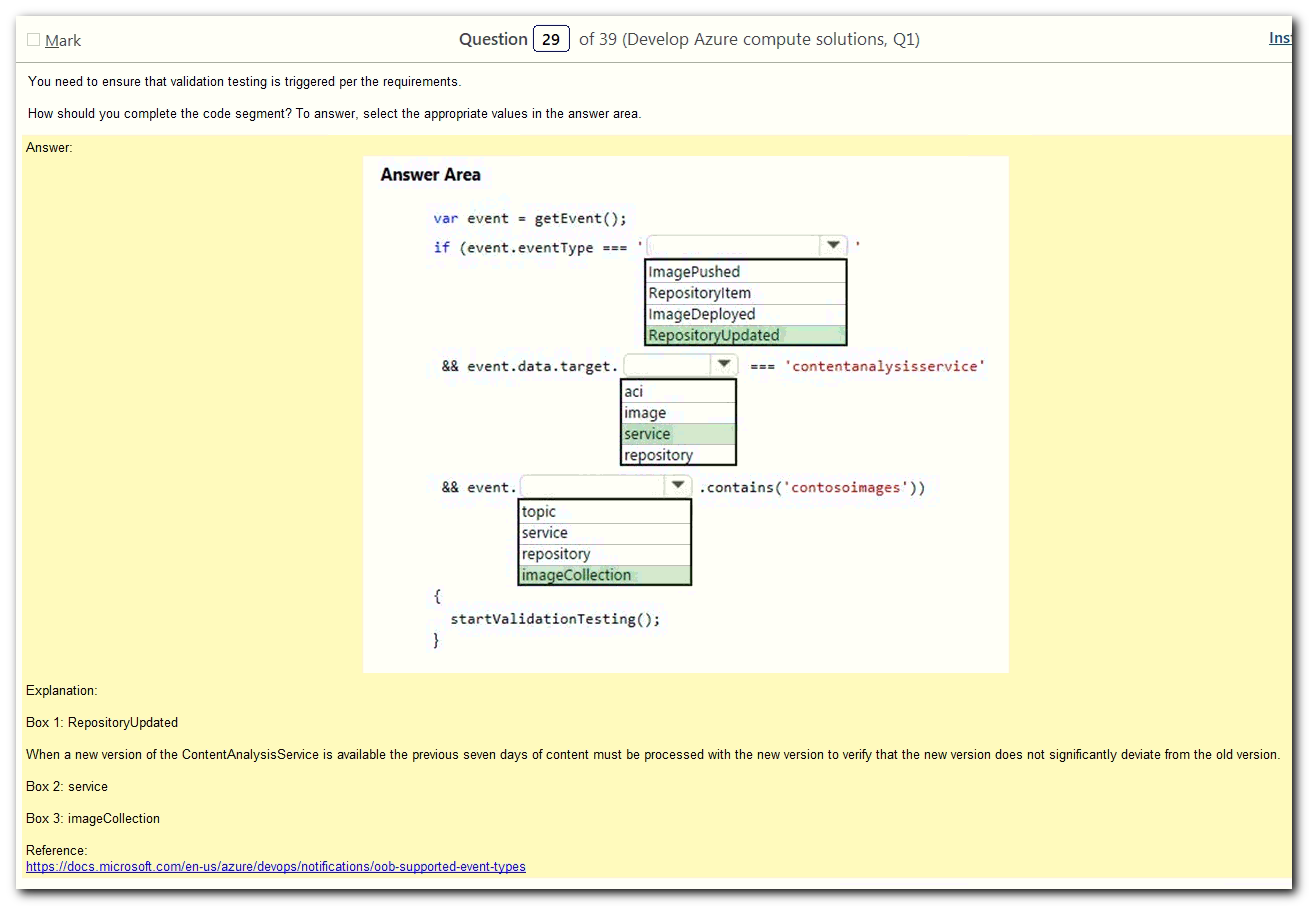 Mark
Question 29 of 39 (Develop Azure compute solutions, Q1)
You need to ensure that validation testing is triggered per the requirements.
How should you complete the code segment? To answer, select the appropriate values in the answer area.
Answer:
Answer Area
var event = getEvent();
if (event.eventType === ' '
ImagePushed
RepositoryItem
ImageDeployed
RepositoryUpdated
&& event.data.target. === 'contentanalysisservice'
aci
image
service
repository
&& event. .contains('contosoimages'))
topic
service
repository
imageCollection
{
startValidationTesting();
}
Explanation:
Box 1: RepositoryUpdated
When a new version of the ContentAnalysisService is available the previous seven days of content must be processed with the new version to verify that the new version does not significantly deviate from the old version.
Box 2: service
Box 3: imageCollection
Reference:
https://docs.microsoft.com/en-us/azure/devops/notifications/oob-supported-event-types